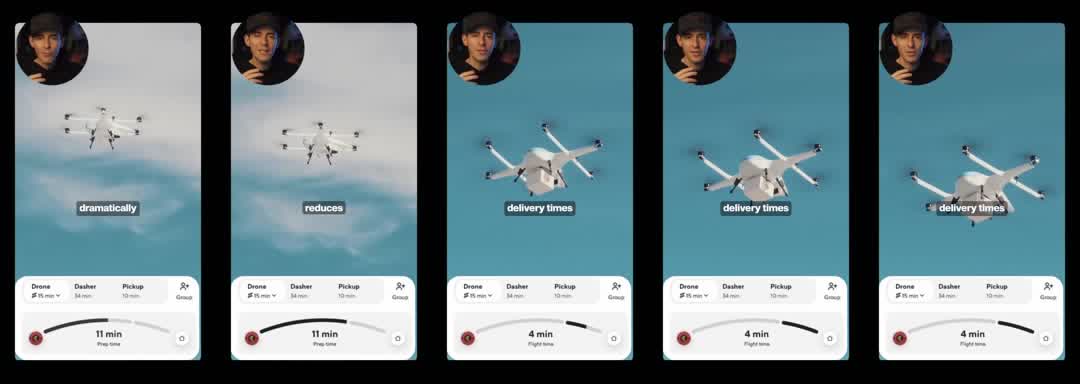 dramatically
Drone Dasher Pickup
15 min 34 min 10 min Group
11 min
Prep time
reduces
Drone Dasher Pickup
15 min 34 min 10 min Group
11 min
Prep time
delivery times
Drone Dasher Pickup
15 min 34 min 10 min Group
4 min
Flight time
delivery times
Drone Dasher Pickup
15 min 34 min 10 min Group
4 min
Flight time
delivery times
Drone Dasher Pickup
15 min 34 min 10 min Group
4 min
Flight time